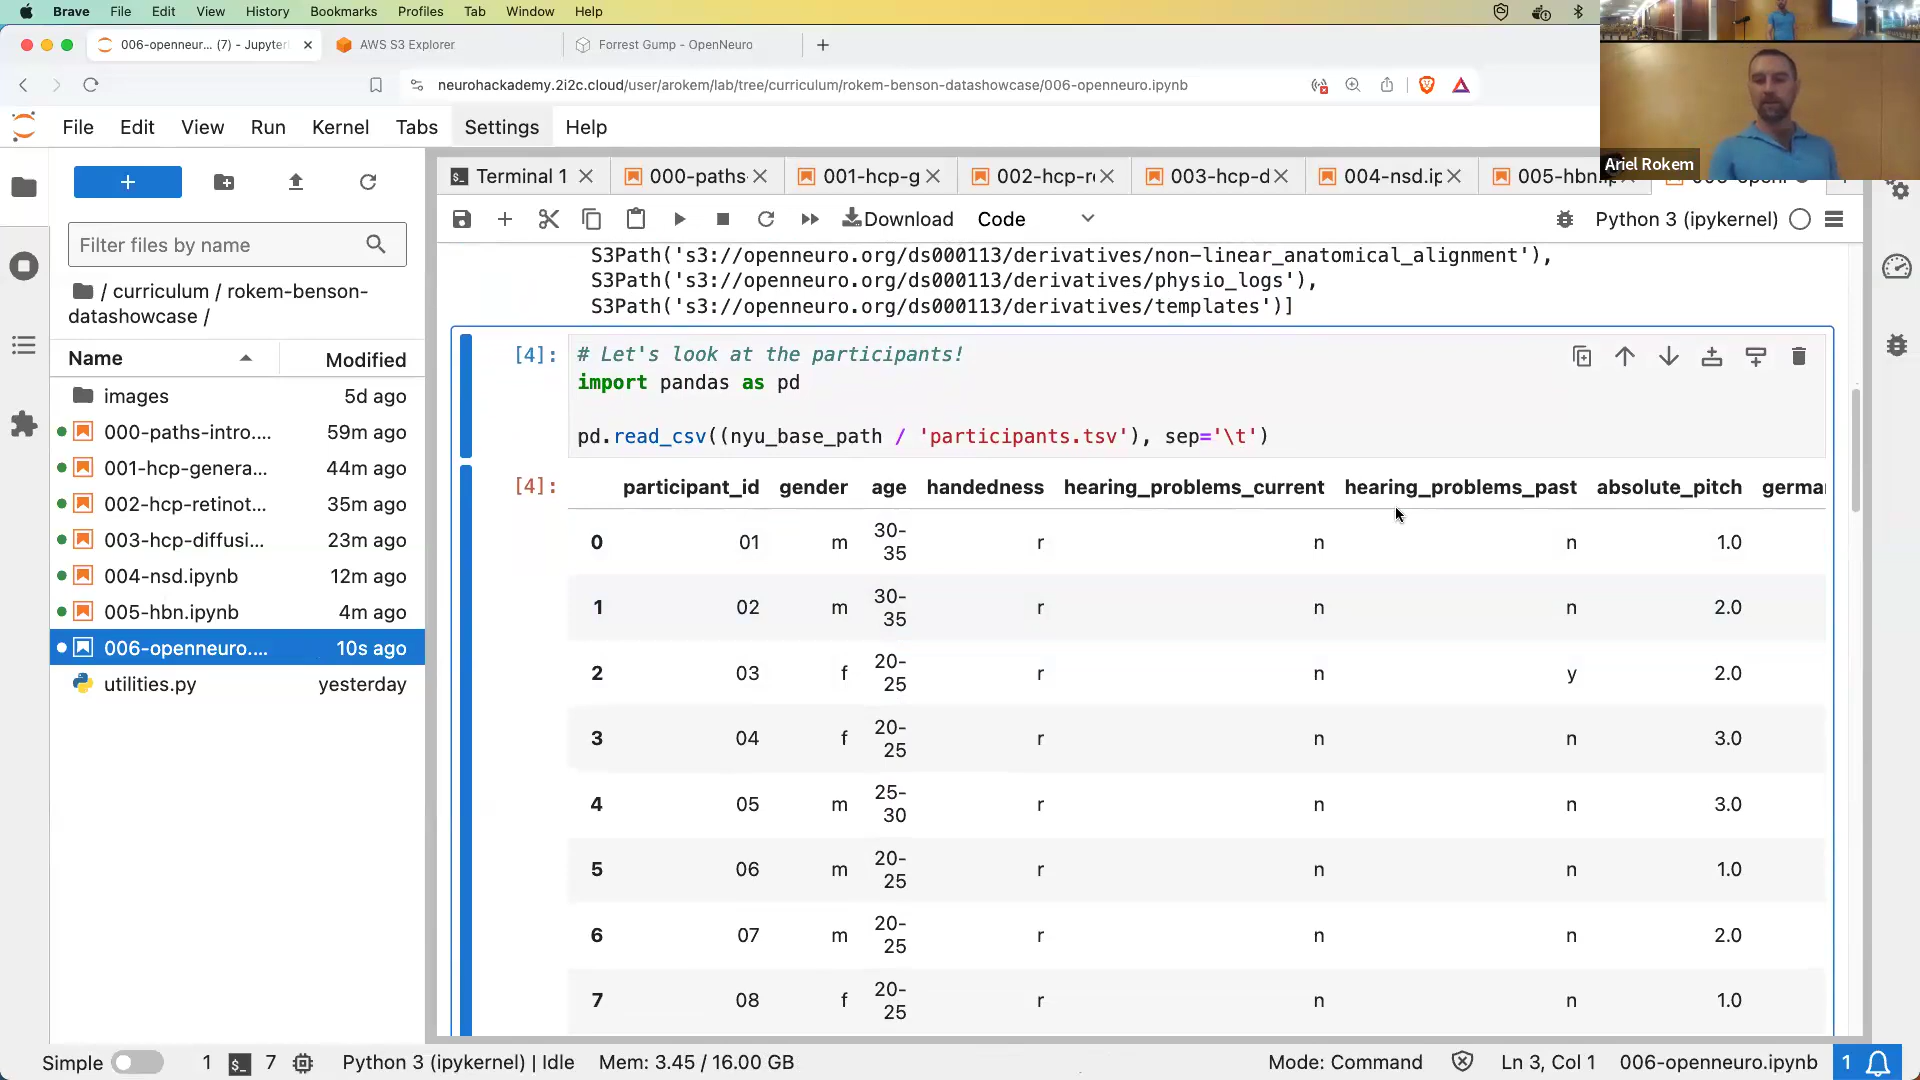 Brave File Edit View History Bookmarks Profiles Tab Window Help
006-openneur... (7) - Jupyter
AWS S3 Explorer
Forrest Gump - OpenNeuro
neurohackademy.2i2c.cloud/user/arokem/lab/tree/curriculum/rokem-benson-datashowcase/006-openneuro.ipynb
Ariel Rokem
File Edit View Run Kernel Tabs Settings Help
Filter files by name
/ curriculum / rokem-benson-
datashowcase /
Name Modified
images 5d ago
000-paths-intro.... 59m ago
001-hcp-genera... 44m ago
002-hcp-retinot... 35m ago
003-hcp-diffusi... 23m ago
004-nsd.ipynb 12m ago
005-hbn.ipynb 4m ago
006-openneuro.... 10s ago
utilities.py yesterday
Terminal 1 000-paths- 001-hcp-g 002-hcp-r 003-hcp-d 004-nsd.ip 005-hbn.
Download Code Python 3 (ipykernel)
S3Path('s3://openneuro.org/ds000113/derivatives/non-linear_anatomical_alignment'),
S3Path('s3://openneuro.org/ds000113/derivatives/physio_logs'),
S3Path('s3://openneuro.org/ds000113/derivatives/templates')]
[4]: # Let's look at the participants!
import pandas as pd
pd.read_csv((nyu_base_path / 'participants.tsv'), sep='\t')
[4]: participant_id gender age handedness hearing_problems_current hearing_problems_past absolute_pitch germa
0 01 m 30-35 r n n 1.0
1 02 m 30-35 r n n 2.0
2 03 f 20-25 r n y 2.0
3 04 f 20-25 r n n 3.0
4 05 m 25-30 r n n 3.0
5 06 m 20-25 r n n 1.0
6 07 m 20-25 r n n 2.0
7 08 f 20-25 r n n 1.0
Simple 1 7 Python 3 (ipykernel) | Idle Mem: 3.45 / 16.00 GB Mode: Command Ln 3, Col 1 006-openneuro.ipynb 1